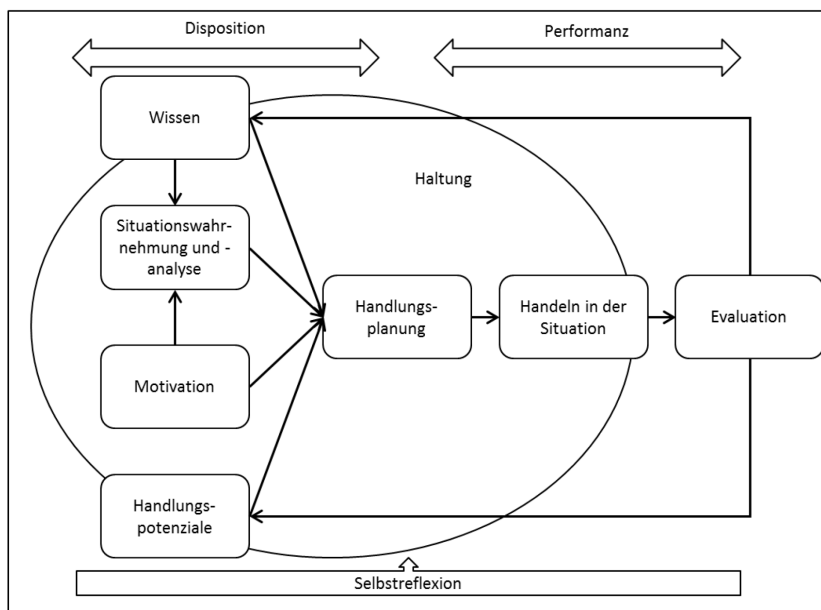 Disposition
Performanz
Wissen
Haltung
Situationswahr-
nehmung und -
analyse
Handlungs-
planung
Handeln in der
Situation
Evaluation
Motivation
Handlungs-
potenziale
Selbstreflexion